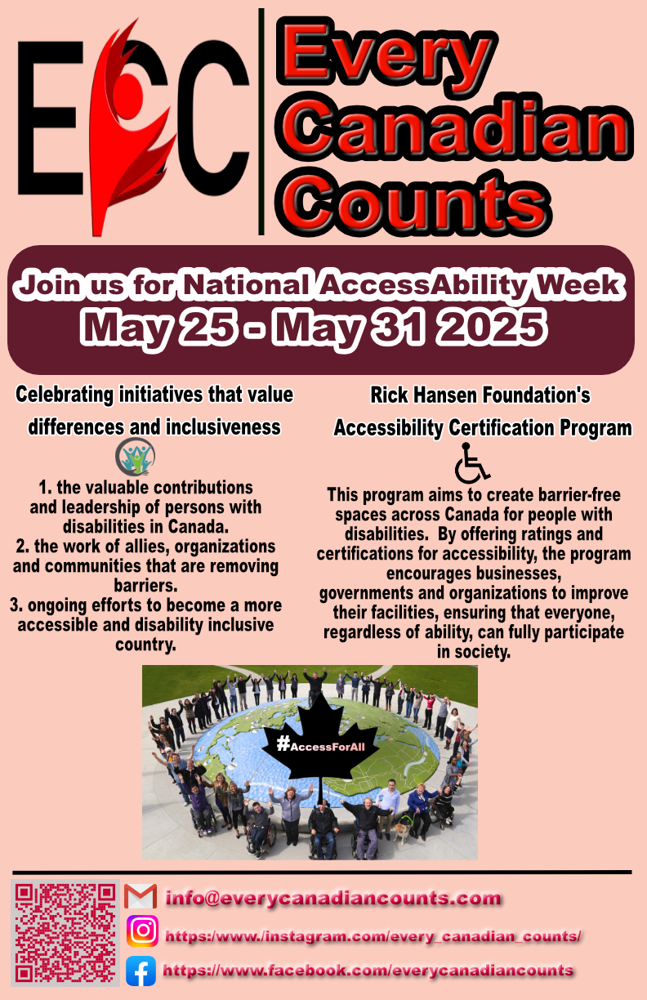 ECC
Every
Canadian
Counts
Join us for National AccessAbility Week
May 25 - May 31 2025
Celebrating initiatives that value
differences and inclusiveness
1. the valuable contributions
and leadership of persons with
disabilities in Canada.
2. the work of allies, organizations
and communities that are removing
barriers.
3. ongoing efforts to become a more
accessible and disability inclusive
country.
Rick Hansen Foundation's
Accessibility Certification Program
This program aims to create barrier-free
spaces across Canada for people with
disabilities. By offering ratings and
certifications for accessibility, the program
encourages businesses,
governments and organizations to improve
their facilities, ensuring that everyone,
regardless of ability, can fully participate
in society.
#AccessForAll
info@everycanadiancounts.com
https:/www./instagram.com/every_canadian_counts/
https://www.facebook.com/everycanadiancounts